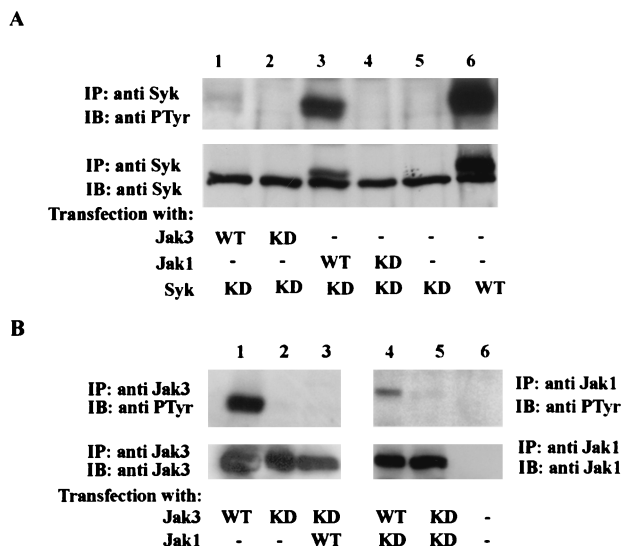 A
1 2 3 4 5 6
IP: anti Syk
IB: anti PTyr
IP: anti Syk
IB: anti Syk
Transfection with:
Jak3 WT KD - - - -
Jak1 - - WT KD - -
Syk KD KD KD KD KD WT
B
1 2 3 4 5 6
IP: anti Jak3
IB: anti PTyr
IP: anti Jak1
IB: anti PTyr
IP: anti Jak3
IB: anti Jak3
IP: anti Jak1
IB: anti Jak1
Transfection with:
Jak3 WT KD KD WT KD -
Jak1 - - WT KD KD -